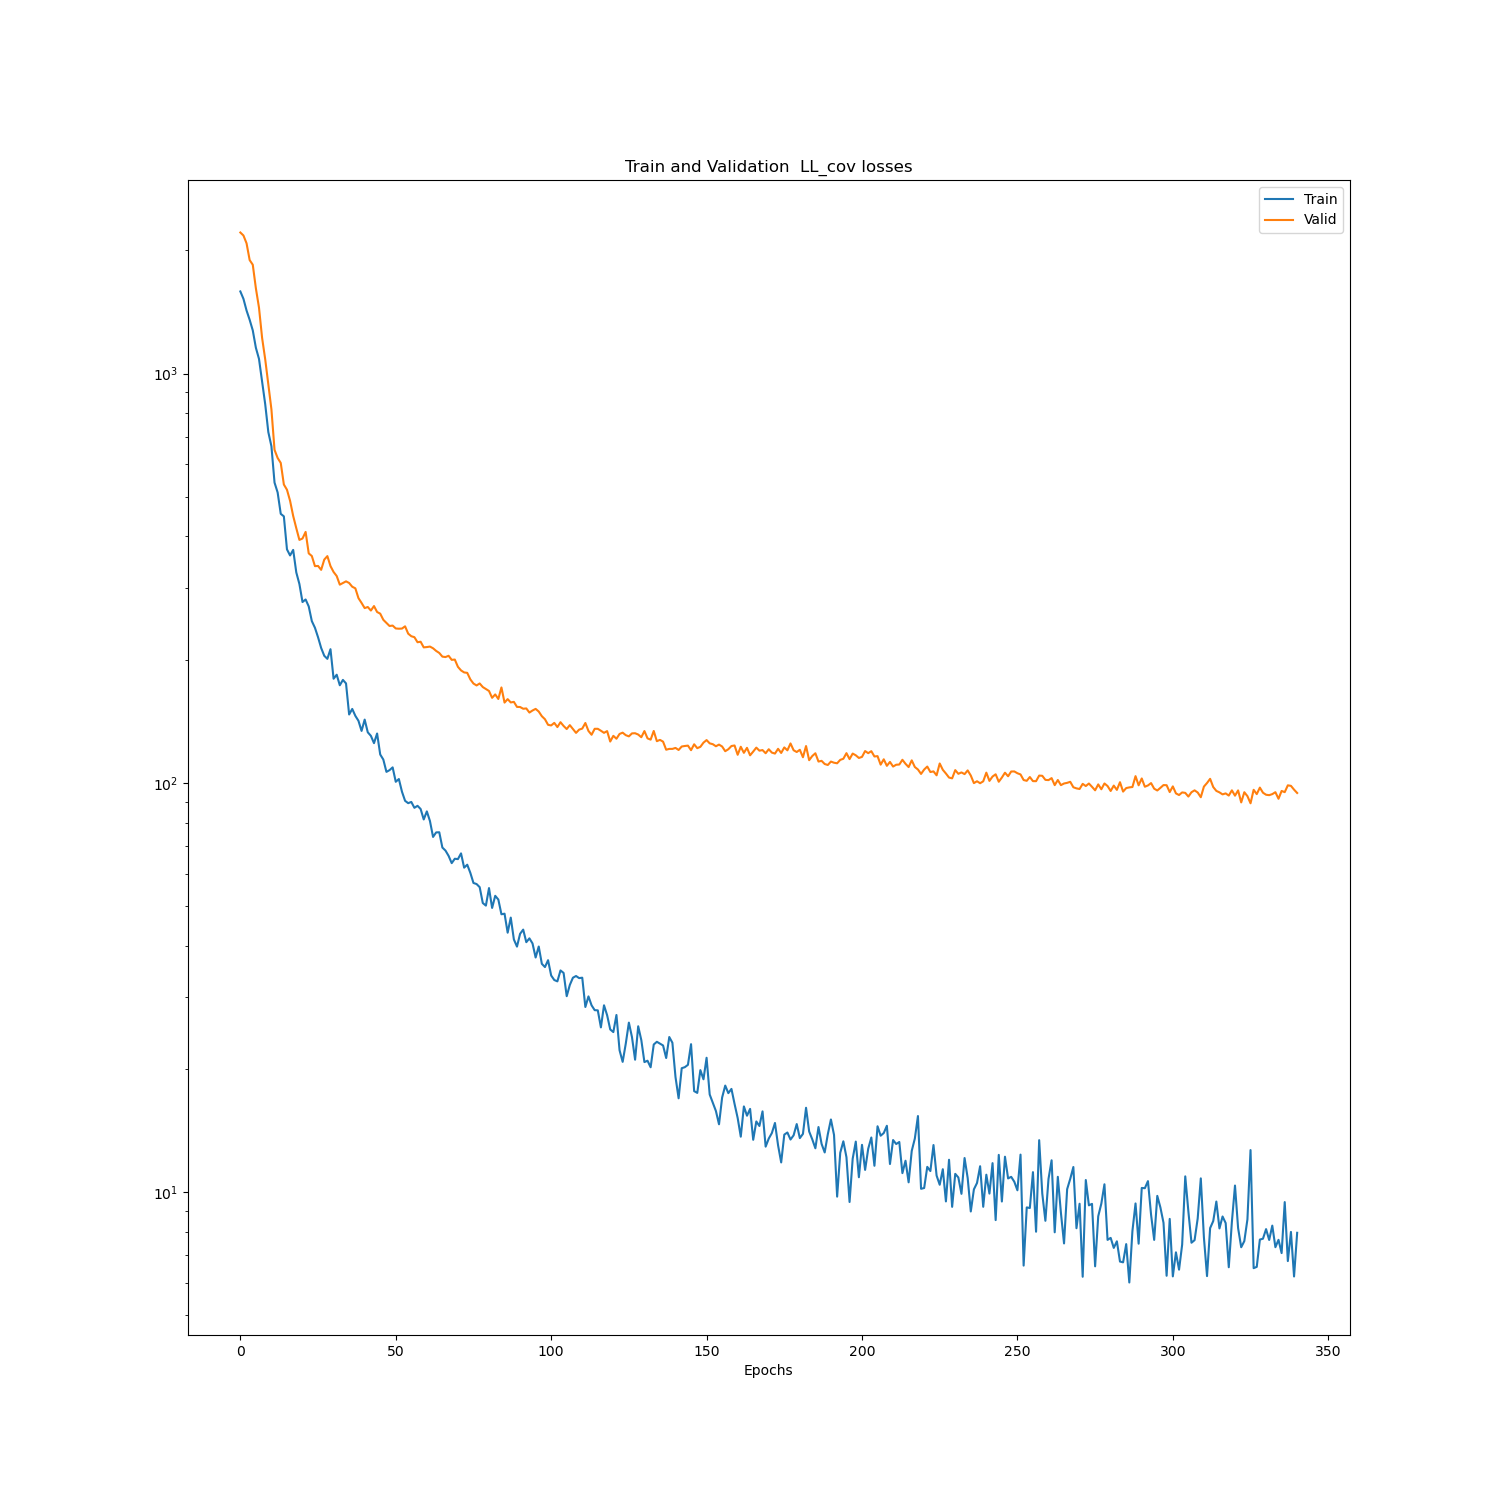 Train and Validation  LL_cov losses
Train
Valid
10³
10²
10¹
0 50 100 150 200 250 300 350
Epochs